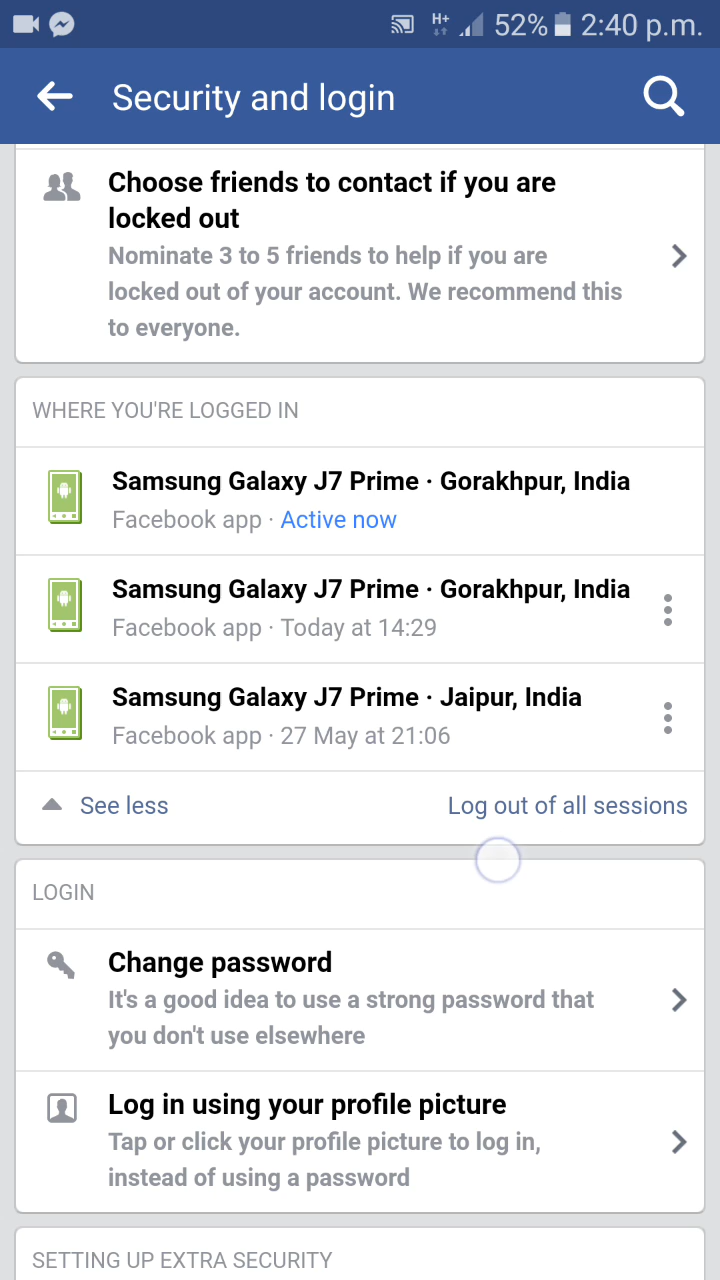 H+ 52% 2:40 p.m.
Security and login
Choose friends to contact if you are
locked out
Nominate 3 to 5 friends to help if you are
locked out of your account. We recommend this
to everyone.
WHERE YOU'RE LOGGED IN
Samsung Galaxy J7 Prime · Gorakhpur, India
Facebook app · Active now
Samsung Galaxy J7 Prime · Gorakhpur, India
Facebook app · Today at 14:29
Samsung Galaxy J7 Prime · Jaipur, India
Facebook app · 27 May at 21:06
See less Log out of all sessions
LOGIN
Change password
It's a good idea to use a strong password that
you don't use elsewhere
Log in using your profile picture
Tap or click your profile picture to log in,
instead of using a password
SETTING UP EXTRA SECURITY